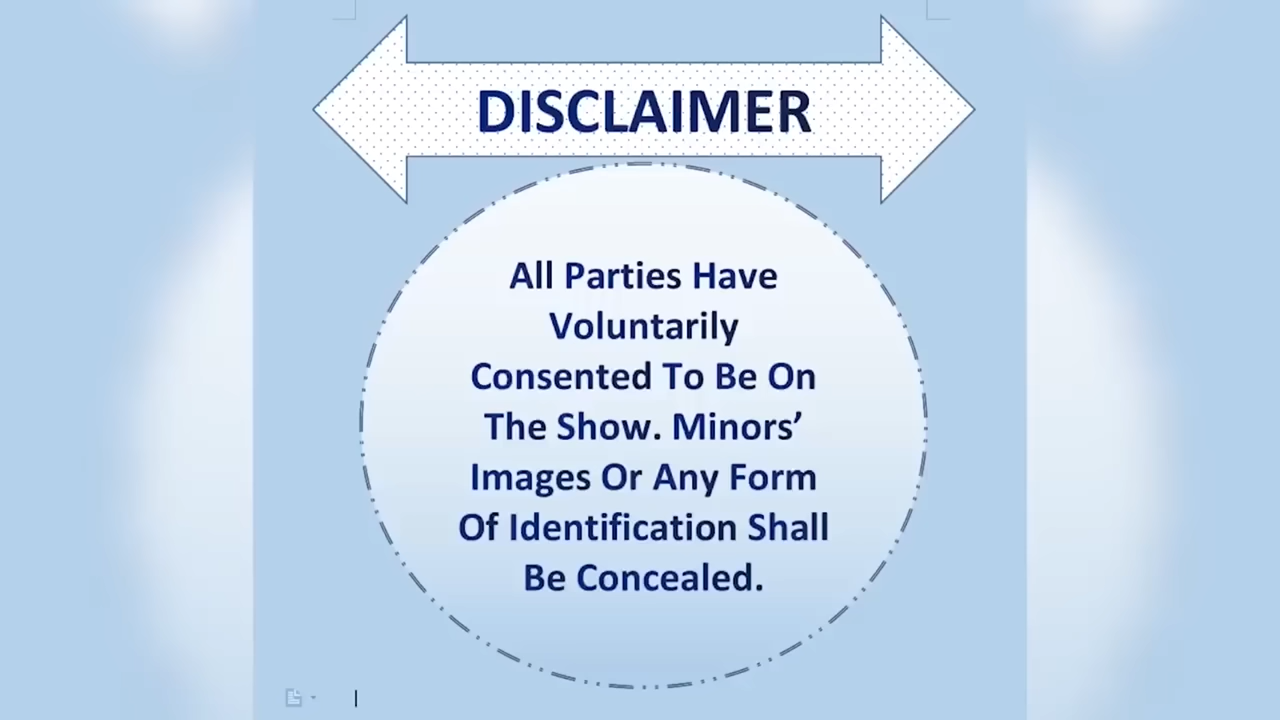 DISCLAIMER
All Parties Have
Voluntarily
Consented To Be On
The Show. Minors’
Images Or Any Form
Of Identification Shall
Be Concealed.